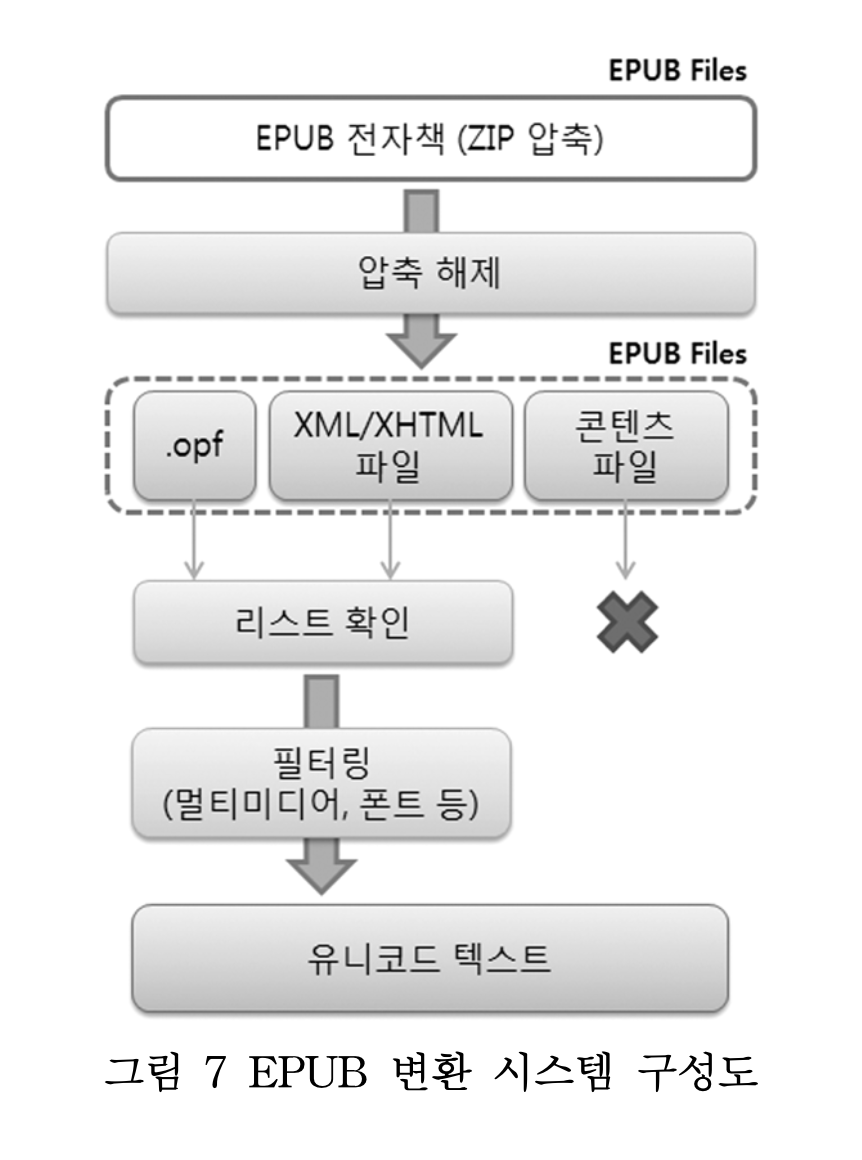 EPUB Files
EPUB 전자책 (ZIP 압축)
압축 해제
EPUB Files
.opf
XML/XHTML
파일
콘텐츠
파일
리스트 확인
필터링
(멀티미디어, 폰트 등)
유니코드 텍스트
그림 7 EPUB 변환 시스템 구성도